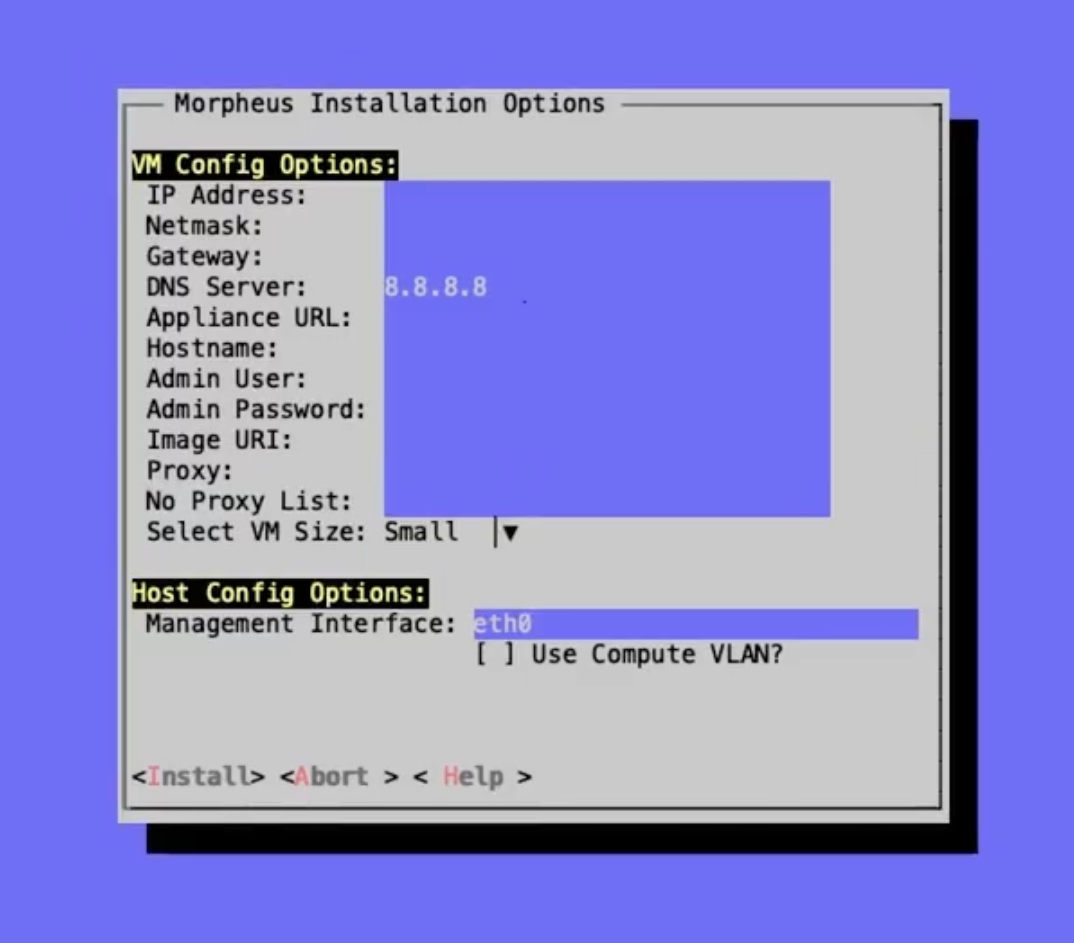 Morpheus Installation Options
VM Config Options:
IP Address:
Netmask:
Gateway:
DNS Server: 8.8.8.8
Appliance URL:
Hostname:
Admin User:
Admin Password:
Image URI:
Proxy:
No Proxy List:
Select VM Size: Small ▼
Host Config Options:
Management Interface: eth0
[ ] Use Compute VLAN?
<Install> <Abort > < Help >